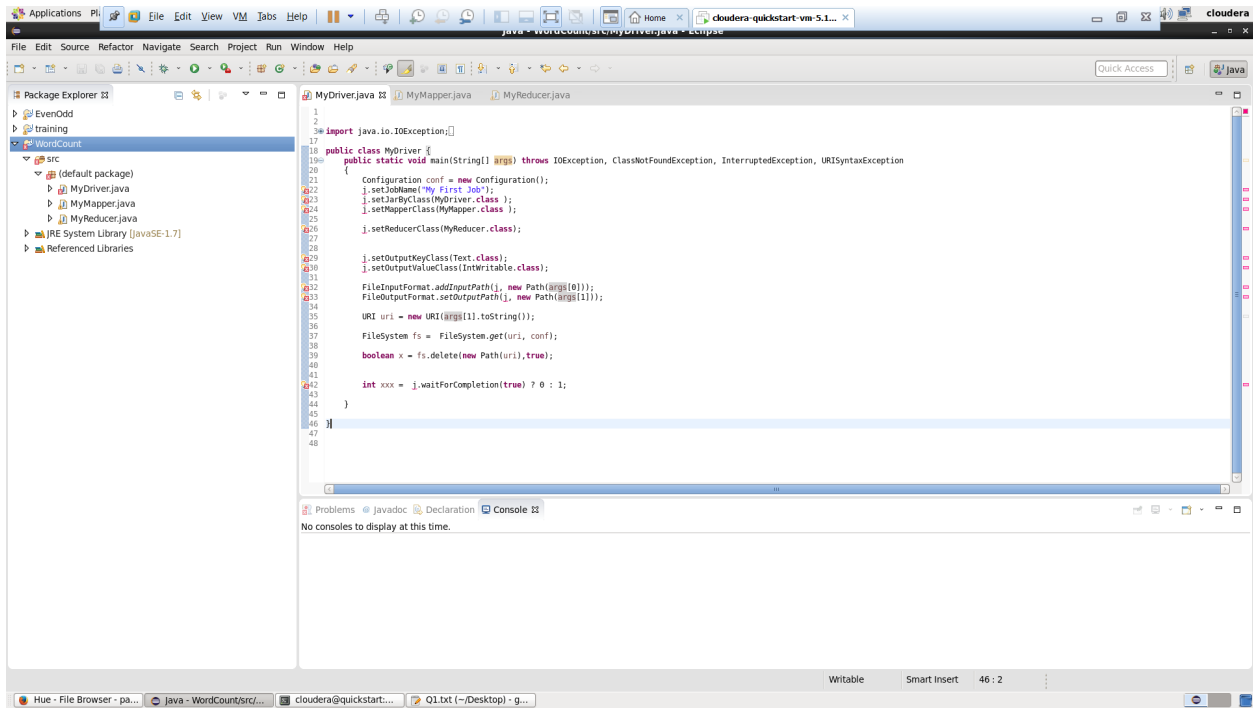 Applications Pl
File Edit View VM Tabs Help
Home
cloudera-quickstart-vm-5.1...
cloudera
Java - WordCount/src/MyDriver.java - Eclipse
File Edit Source Refactor Navigate Search Project Run Window Help
Quick Access
Java
Package Explorer
EvenOdd
training
WordCount
src
(default package)
MyDriver.java
MyMapper.java
MyReducer.java
JRE System Library [JavaSE-1.7]
Referenced Libraries
MyDriver.java MyMapper.java MyReducer.java
1
2
3 import java.io.IOException;
17
18 public class MyDriver {
19 public static void main(String[] args) throws IOException, ClassNotFoundException, InterruptedException, URISyntaxException
20 {
21 Configuration conf = new Configuration();
22 j.setJobName("My First Job");
23 j.setJarByClass(MyDriver.class );
24 j.setMapperClass(MyMapper.class );
25
26 j.setReducerClass(MyReducer.class);
27
28
29 j.setOutputKeyClass(Text.class);
30 j.setOutputValueClass(IntWritable.class);
31
32 FileInputFormat.addInputPath(j, new Path(args[0]));
33 FileOutputFormat.setOutputPath(j, new Path(args[1]));
34
35 URI uri = new URI(args[1].toString());
36
37 FileSystem fs = FileSystem.get(uri, conf);
38
39 boolean x = fs.delete(new Path(uri),true);
40
41
42 int xxx = j.waitForCompletion(true) ? 0 : 1;
43
44 }
45
46 }
47
48
Problems Javadoc Declaration Console
No consoles to display at this time.
Writable Smart Insert 46 : 2
Hue - File Browser - pa... Java - WordCount/src/... cloudera@quickstart:... Q1.txt (~/Desktop) - g...